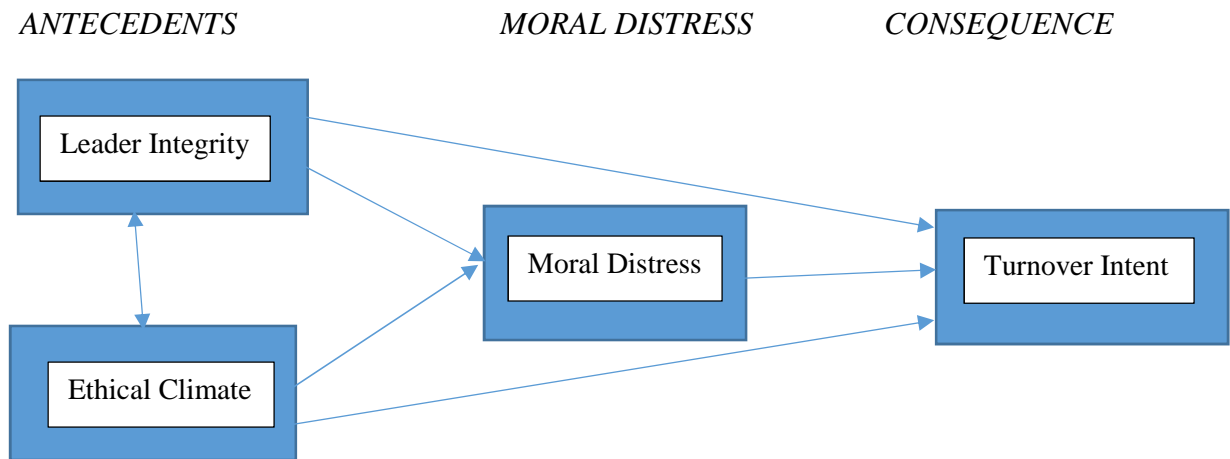 ANTECEDENTS
MORAL DISTRESS
CONSEQUENCE
Leader Integrity
Moral Distress
Turnover Intent
Ethical Climate